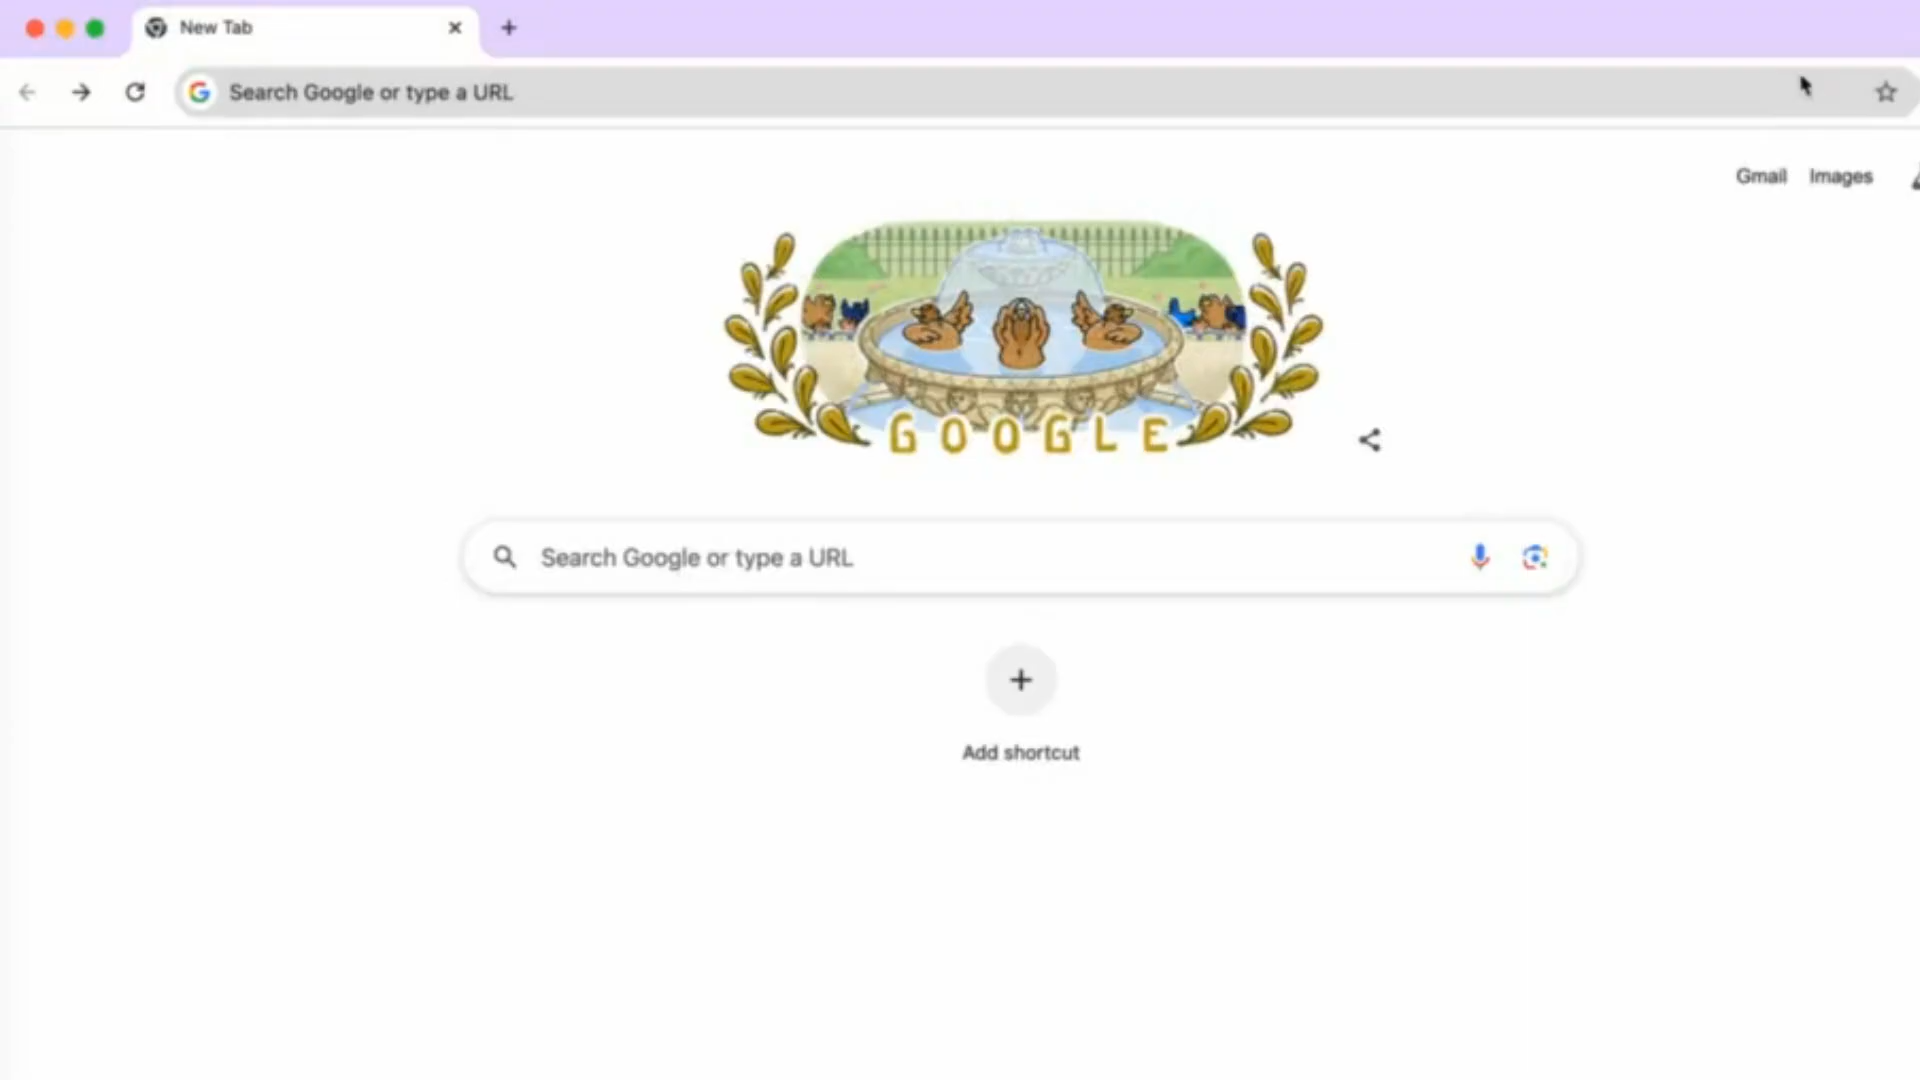 New Tab
Search Google or type a URL
Gmail Images
GOOGLE
Search Google or type a URL
Add shortcut